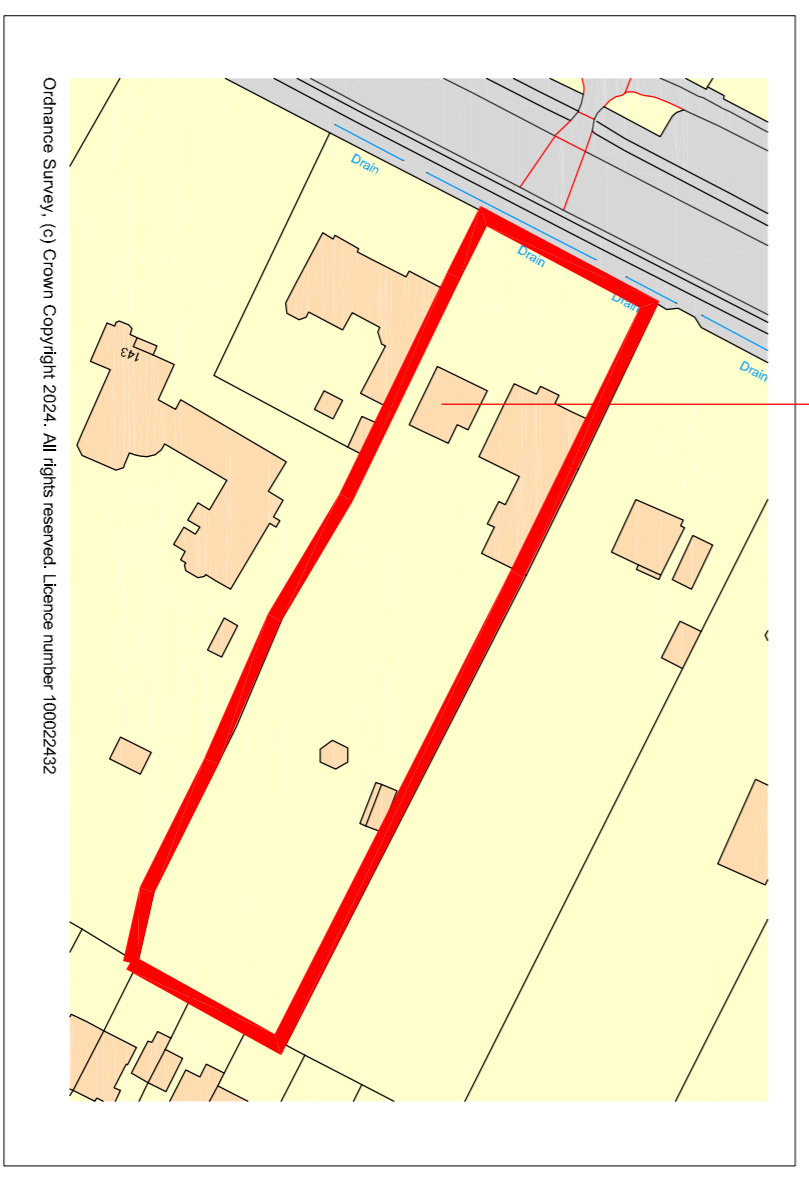 Drain
Drain
Drain
Drain
143
Ordnance Survey, (c) Crown Copyright 2024. All rights reserved. Licence number 100022432